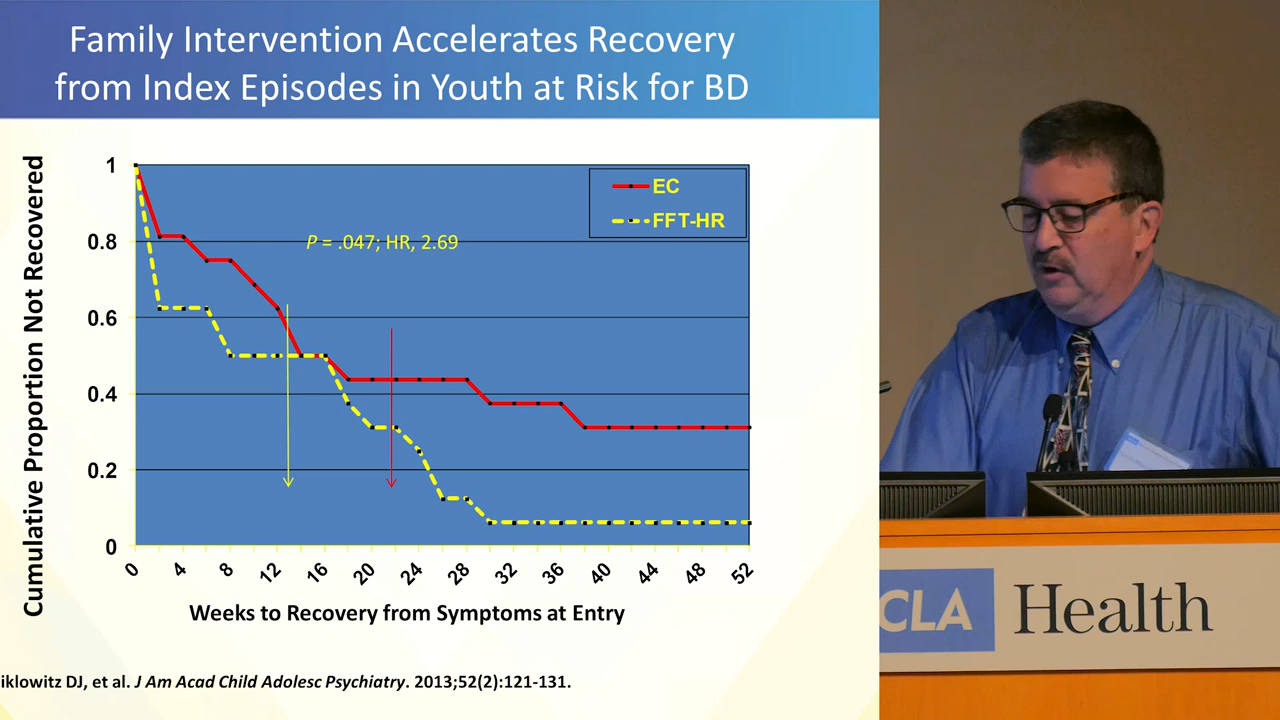 Family Intervention Accelerates Recovery
from Index Episodes in Youth at Risk for BD
Cumulative Proportion Not Recovered
1
0.8
0.6
0.4
0.2
0
EC
FFT-HR
P = .047; HR, 2.69
0 4 8 12 16 20 24 28 32 36 40 44 48 52
Weeks to Recovery from Symptoms at Entry
iklowitz DJ, et al. J Am Acad Child Adolesc Psychiatry. 2013;52(2):121-131.
CLA Health